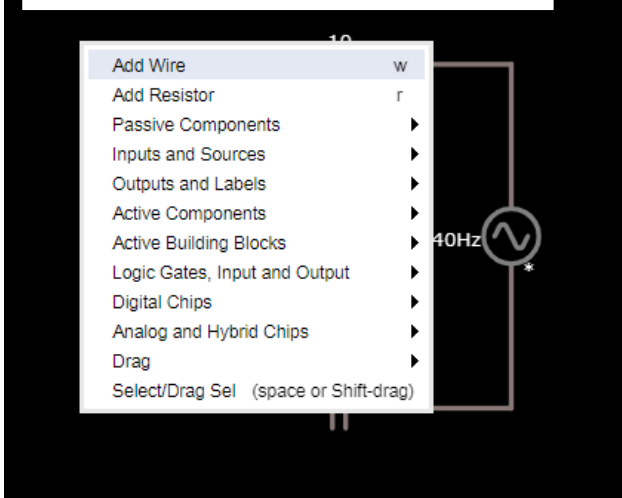 Add Wire w
Add Resistor r
Passive Components
Inputs and Sources
Outputs and Labels
Active Components
Active Building Blocks
40Hz
Logic Gates, Input and Output
*
Digital Chips
Analog and Hybrid Chips
Drag
Select/Drag Sel (space or Shift-drag)